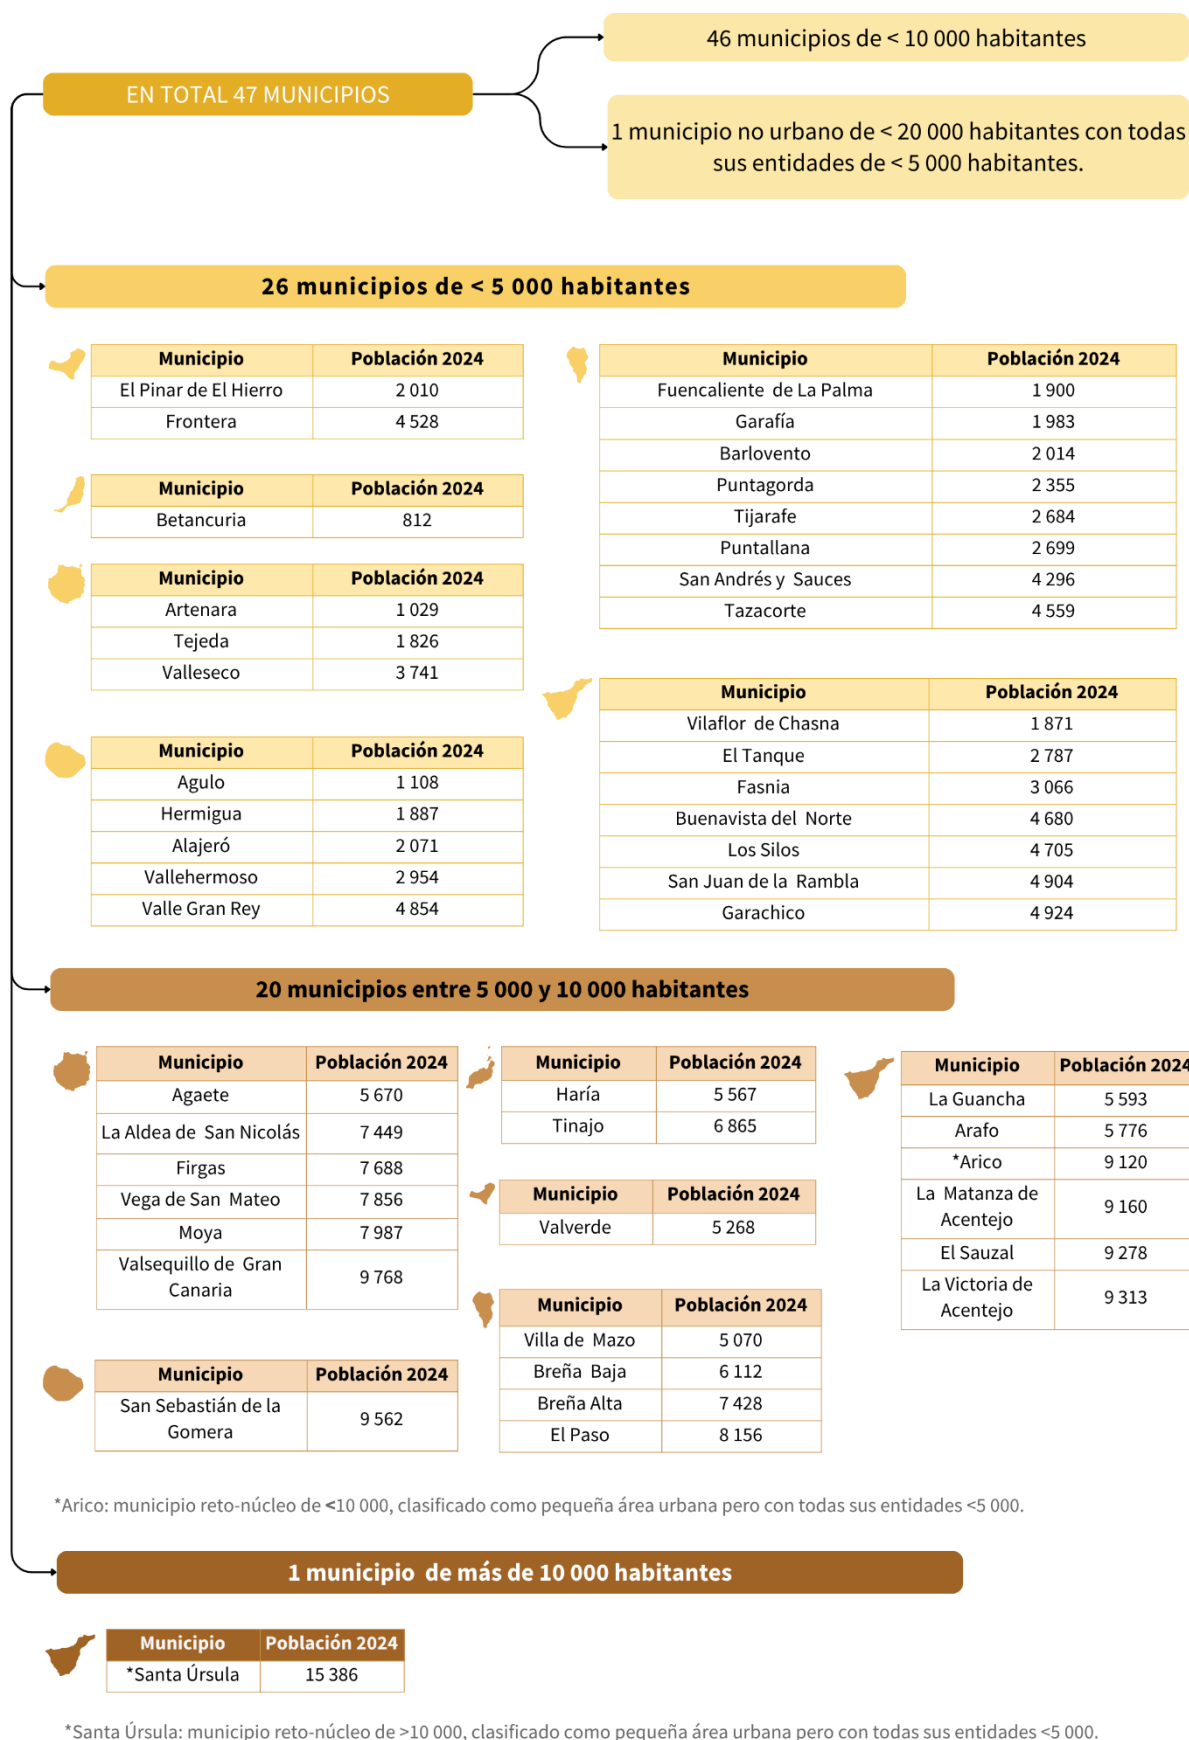 46 municipios de < 10 000 habitantes
EN TOTAL 47 MUNICIPIOS
1 municipio no urbano de < 20 000 habitantes con todas
sus entidades de < 5 000 habitantes.
26 municipios de < 5 000 habitantes
Municipio Población 2024
El Pinar de El Hierro 2 010
Frontera 4 528
Municipio Población 2024
Betancuria 812
Municipio Población 2024
Artenara 1 029
Tejeda 1 826
Valleseco 3 741
Municipio Población 2024
Agulo 1 108
Hermigua 1 887
Alajeró 2 071
Vallehermoso 2 954
Valle Gran Rey 4 854
Municipio Población 2024
Fuencaliente de La Palma 1 900
Garafía 1 983
Barlovento 2 014
Puntagorda 2 355
Tijarafe 2 684
Puntallana 2 699
San Andrés y Sauces 4 296
Tazacorte 4 559
Municipio Población 2024
Vilaflor de Chasna 1 871
El Tanque 2 787
Fasnia 3 066
Buenavista del Norte 4 680
Los Silos 4 705
San Juan de la Rambla 4 904
Garachico 4 924
20 municipios entre 5 000 y 10 000 habitantes
Municipio Población 2024
Agaete 5 670
La Aldea de San Nicolás 7 449
Firgas 7 688
Vega de San Mateo 7 856
Moya 7 987
Valsequillo de Gran
Canaria 9 768
Municipio Población 2024
San Sebastián de la
Gomera 9 562
Municipio Población 2024
Haría 5 567
Tinajo 6 865
Municipio Población 2024
Valverde 5 268
Municipio Población 2024
Villa de Mazo 5 070
Breña Baja 6 112
Breña Alta 7 428
El Paso 8 156
Municipio Población 2024
La Guancha 5 593
Arafo 5 776
*Arico 9 120
La Matanza de
Acentejo 9 160
El Sauzal 9 278
La Victoria de
Acentejo 9 313
*Arico: municipio reto-núcleo de <10 000, clasificado como pequeña área urbana pero con todas sus entidades <5 000.
1 municipio de más de 10 000 habitantes
Municipio Población 2024
*Santa Úrsula 15 386
*Santa Úrsula: municipio reto-núcleo de >10 000, clasificado como pequeña área urbana pero con todas sus entidades <5 000.